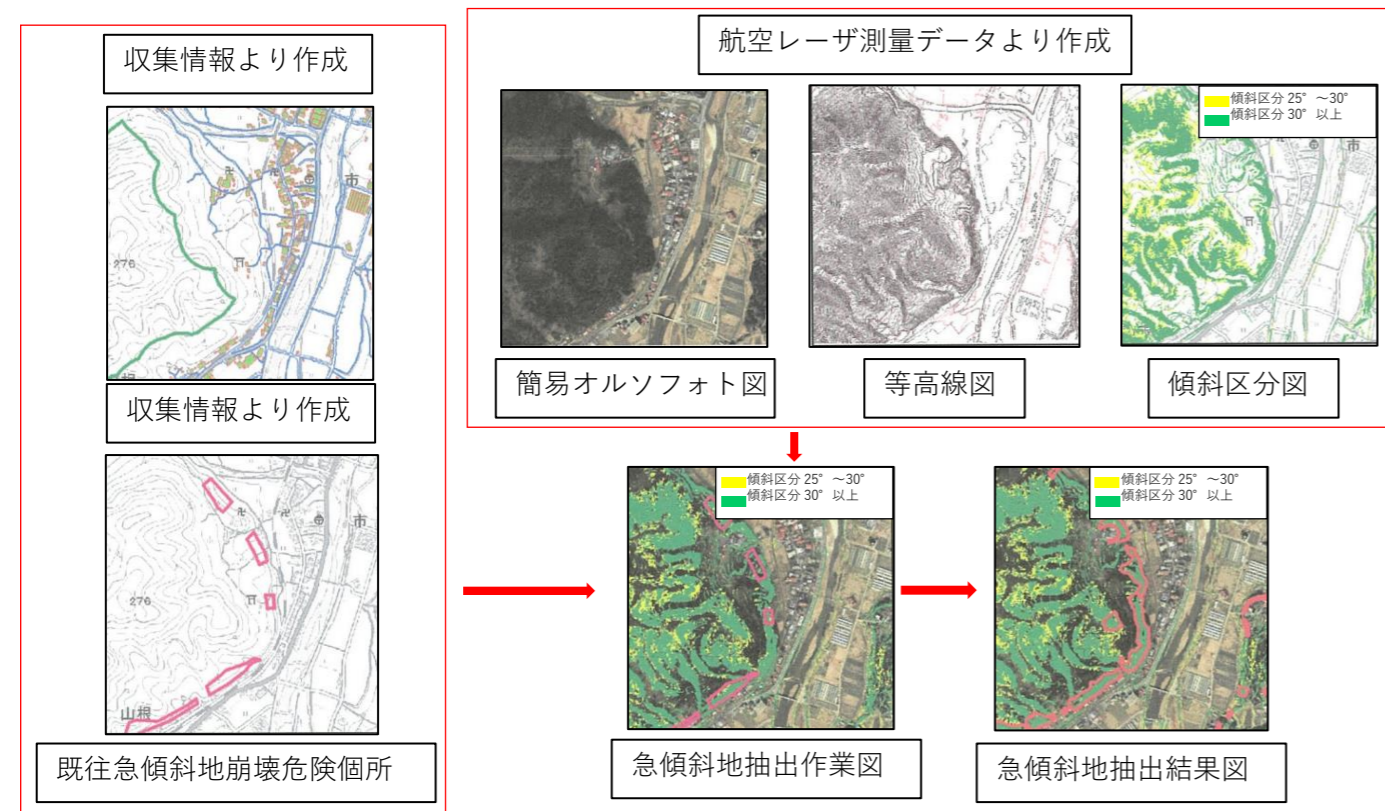 収集情報より作成
276
市
収集情報より作成
276
市
山根
既往急傾斜地崩壊危険個所
航空レーザ測量データより作成
傾斜区分 25° ～30°
傾斜区分 30° 以上
市
簡易オルソフォト図
等高線図
傾斜区分図
傾斜区分 25° ～30°
傾斜区分 30° 以上
急傾斜地抽出作業図
傾斜区分 25° ～30°
傾斜区分 30° 以上
急傾斜地抽出結果図